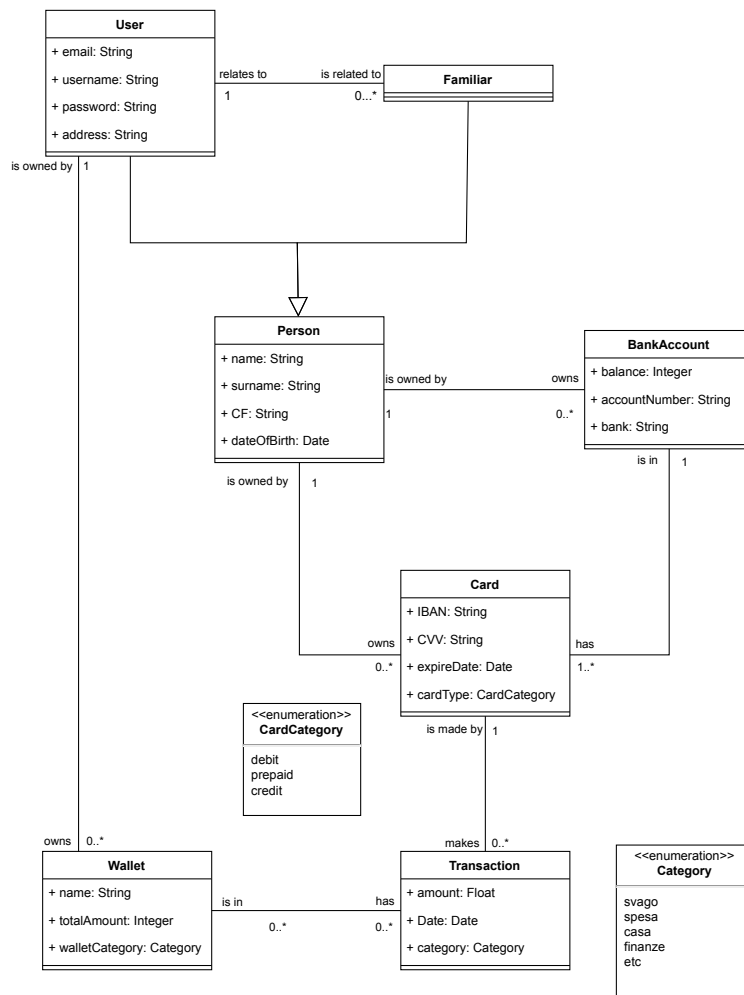 User
+ email: String
+ username: String
+ password: String
+ address: String
relates to
1
is related to
0...*
Familiar
is owned by
1
Person
+ name: String
+ surname: String
+ CF: String
+ dateOfBirth: Date
is owned by
1
owns
0..*
BankAccount
+ balance: Integer
+ accountNumber: String
+ bank: String
is in
1
is owned by
1
Card
+ IBAN: String
+ CVV: String
+ expireDate: Date
+ cardType: CardCategory
owns
0..*
has
1..*
<<enumeration>>
CardCategory
debit
prepaid
credit
is made by
1
makes
0..*
owns
0..*
Wallet
+ name: String
+ totalAmount: Integer
+ walletCategory: Category
is in
0..*
has
0..*
Transaction
+ amount: Float
+ Date: Date
+ category: Category
<<enumeration>>
Category
svago
spesa
casa
finanze
etc